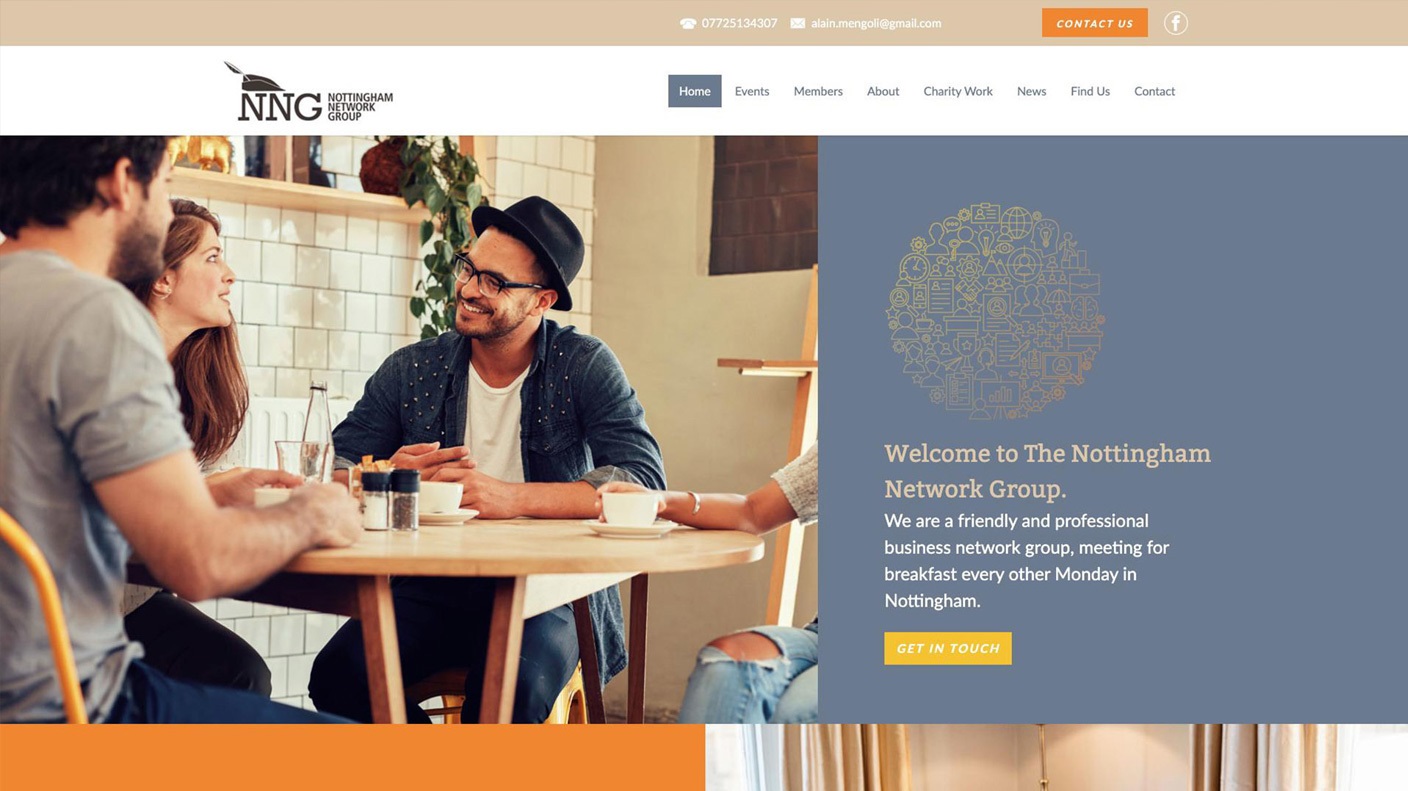 07725134307 alain.mengoli@gmail.com CONTACT US
NNG NOTTINGHAM
NETWORK
GROUP
Home Events Members About Charity Work News Find Us Contact
Welcome to The Nottingham
Network Group.
We are a friendly and professional
business network group, meeting for
breakfast every other Monday in
Nottingham.
GET IN TOUCH